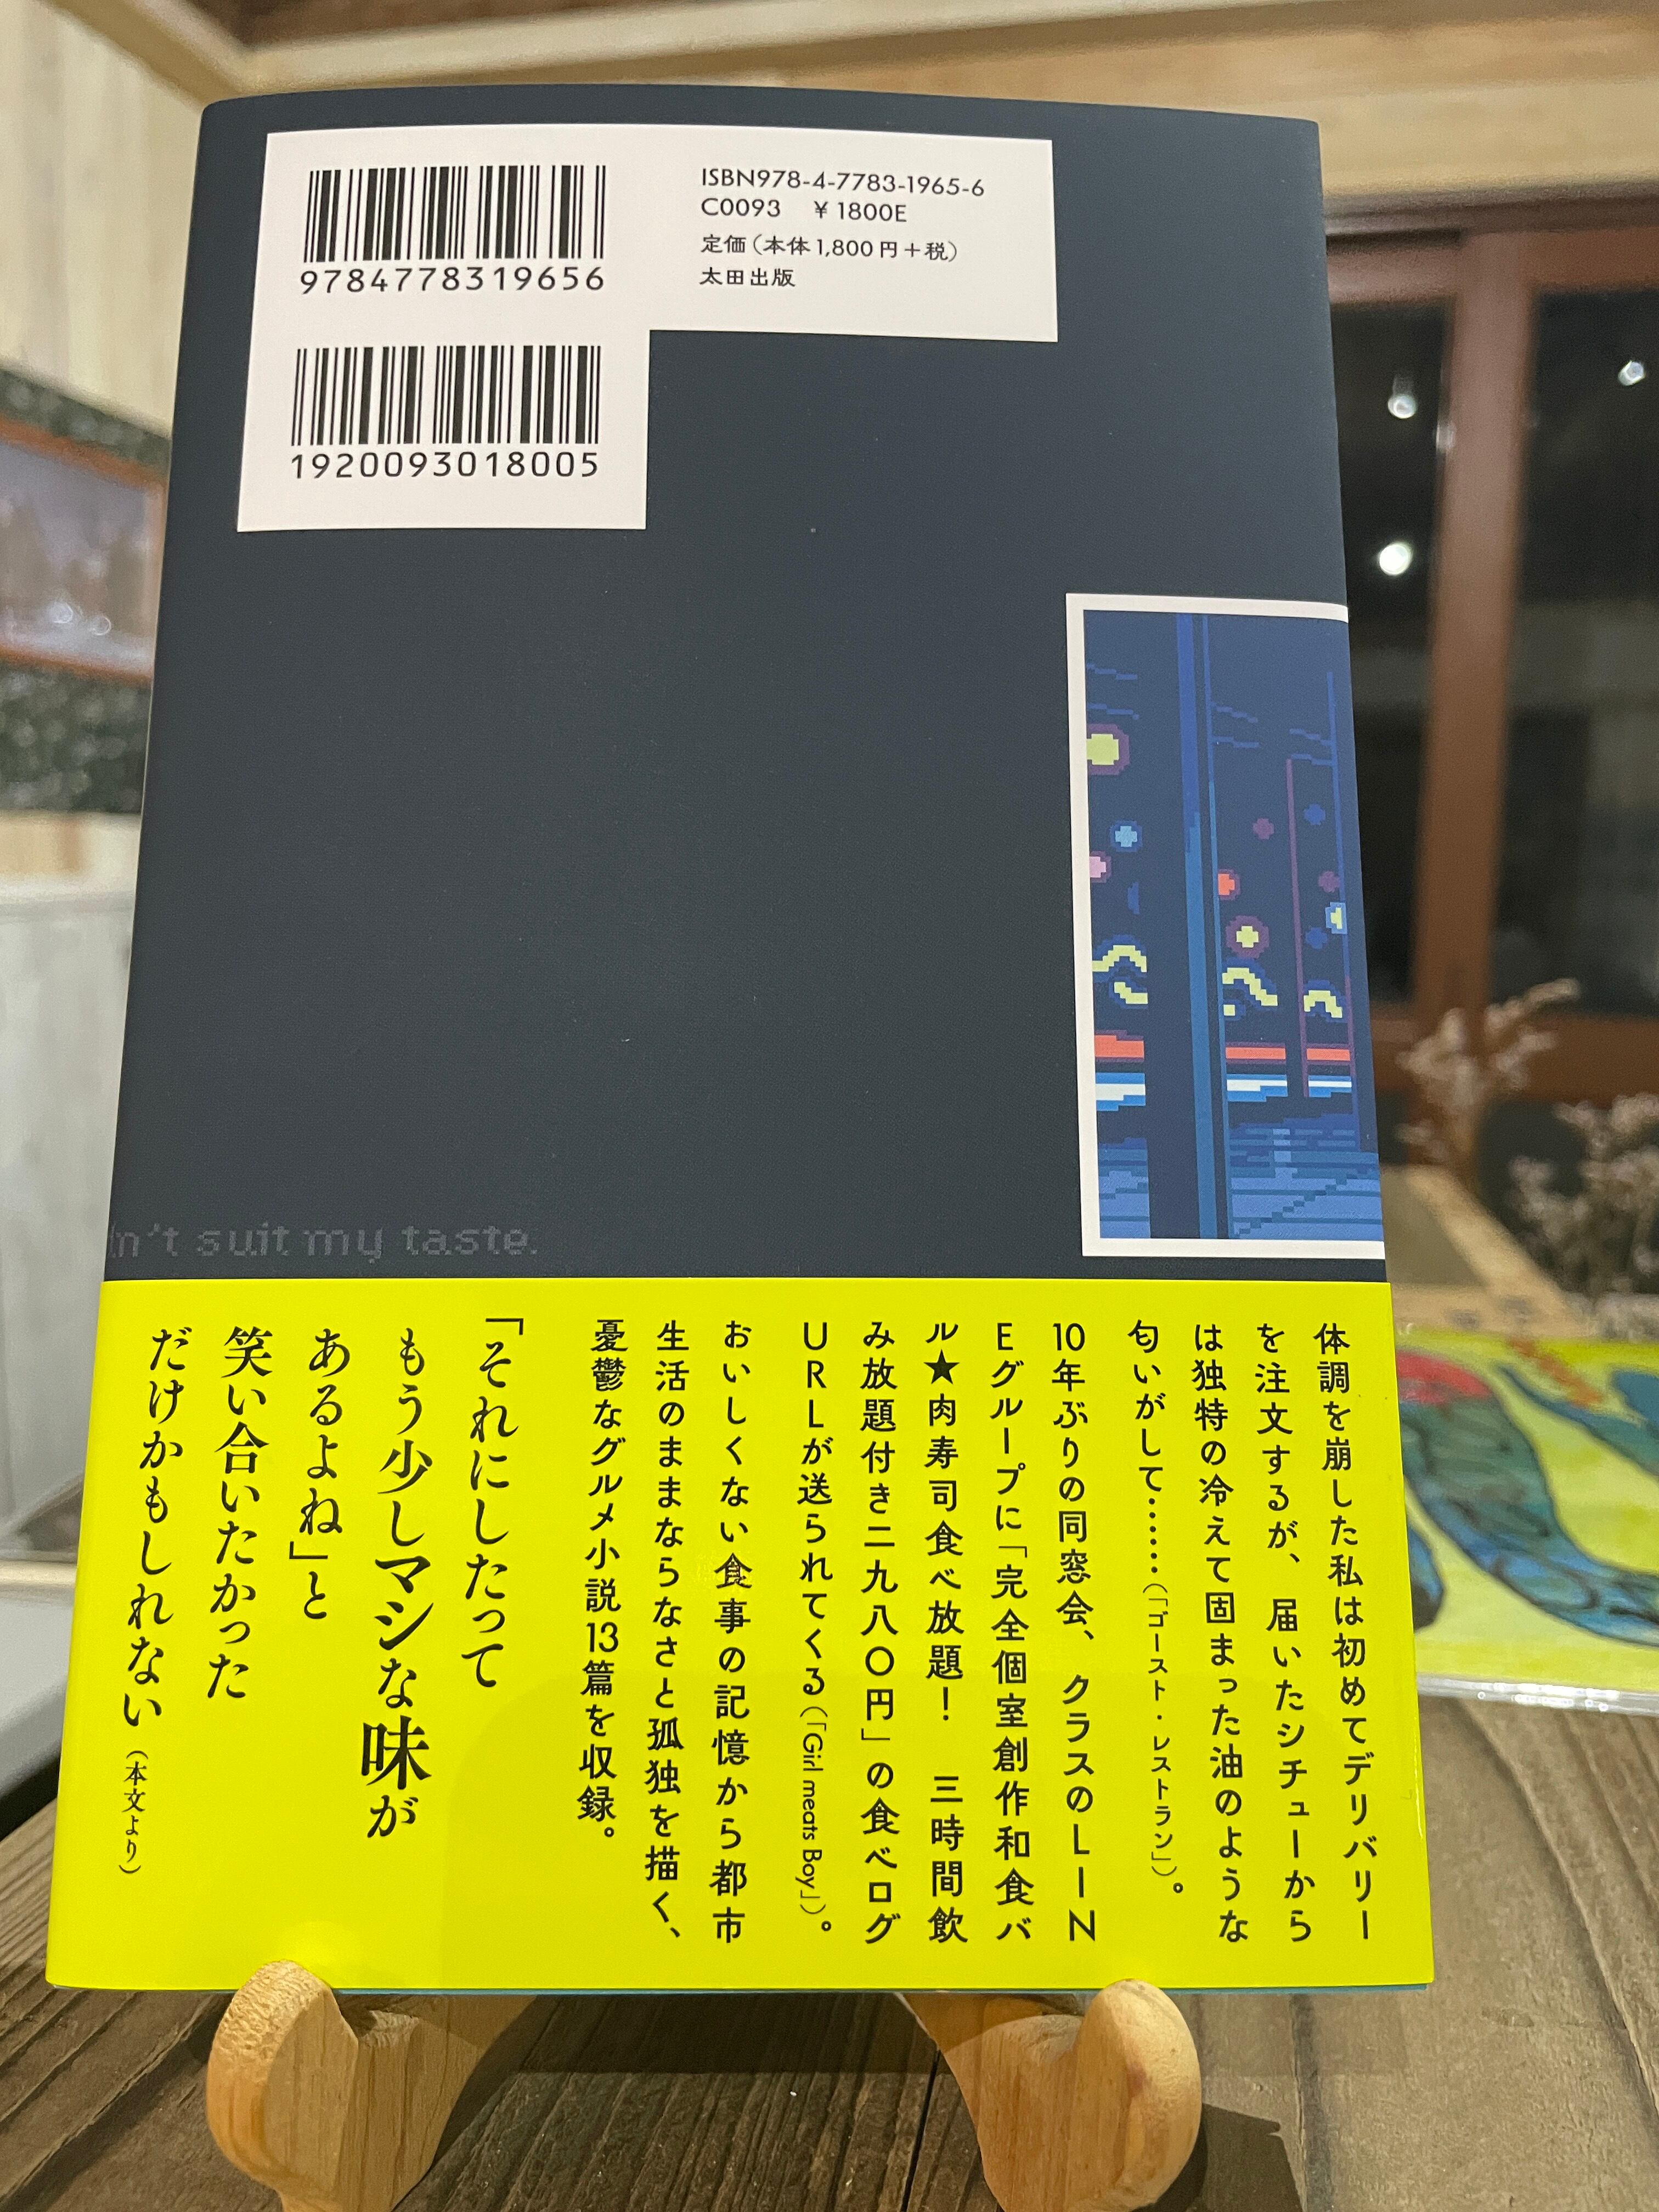 ISBN978-4-7783-1965-6
C0093 ¥1800E
定価（本体1,800円＋税）
太田出版
9784778319656
1920093018005
n't suit my taste.
体調を崩した私は初めてデリバリー
を注文するが、届いたシチューから
は独特の冷えて固まった油のような
匂いがして……（「ゴースト・レストラン」）。
10年ぶりの同窓会、クラスのLIN
Eグループに「完全個室創作和食バ
ル★肉寿司食べ放題！　三時間飲
み放題付き二九八〇円」の食べログ
URLが送られてくる（「Girl meats Boy」）。
おいしくない食事の記憶から都市
生活のままならなさと孤独を描く、
憂鬱なグルメ小説13篇を収録。
「それにしたって
もう少しマシな味が
あるよね」と
笑い合いたかった
だけかもしれない（本文より）